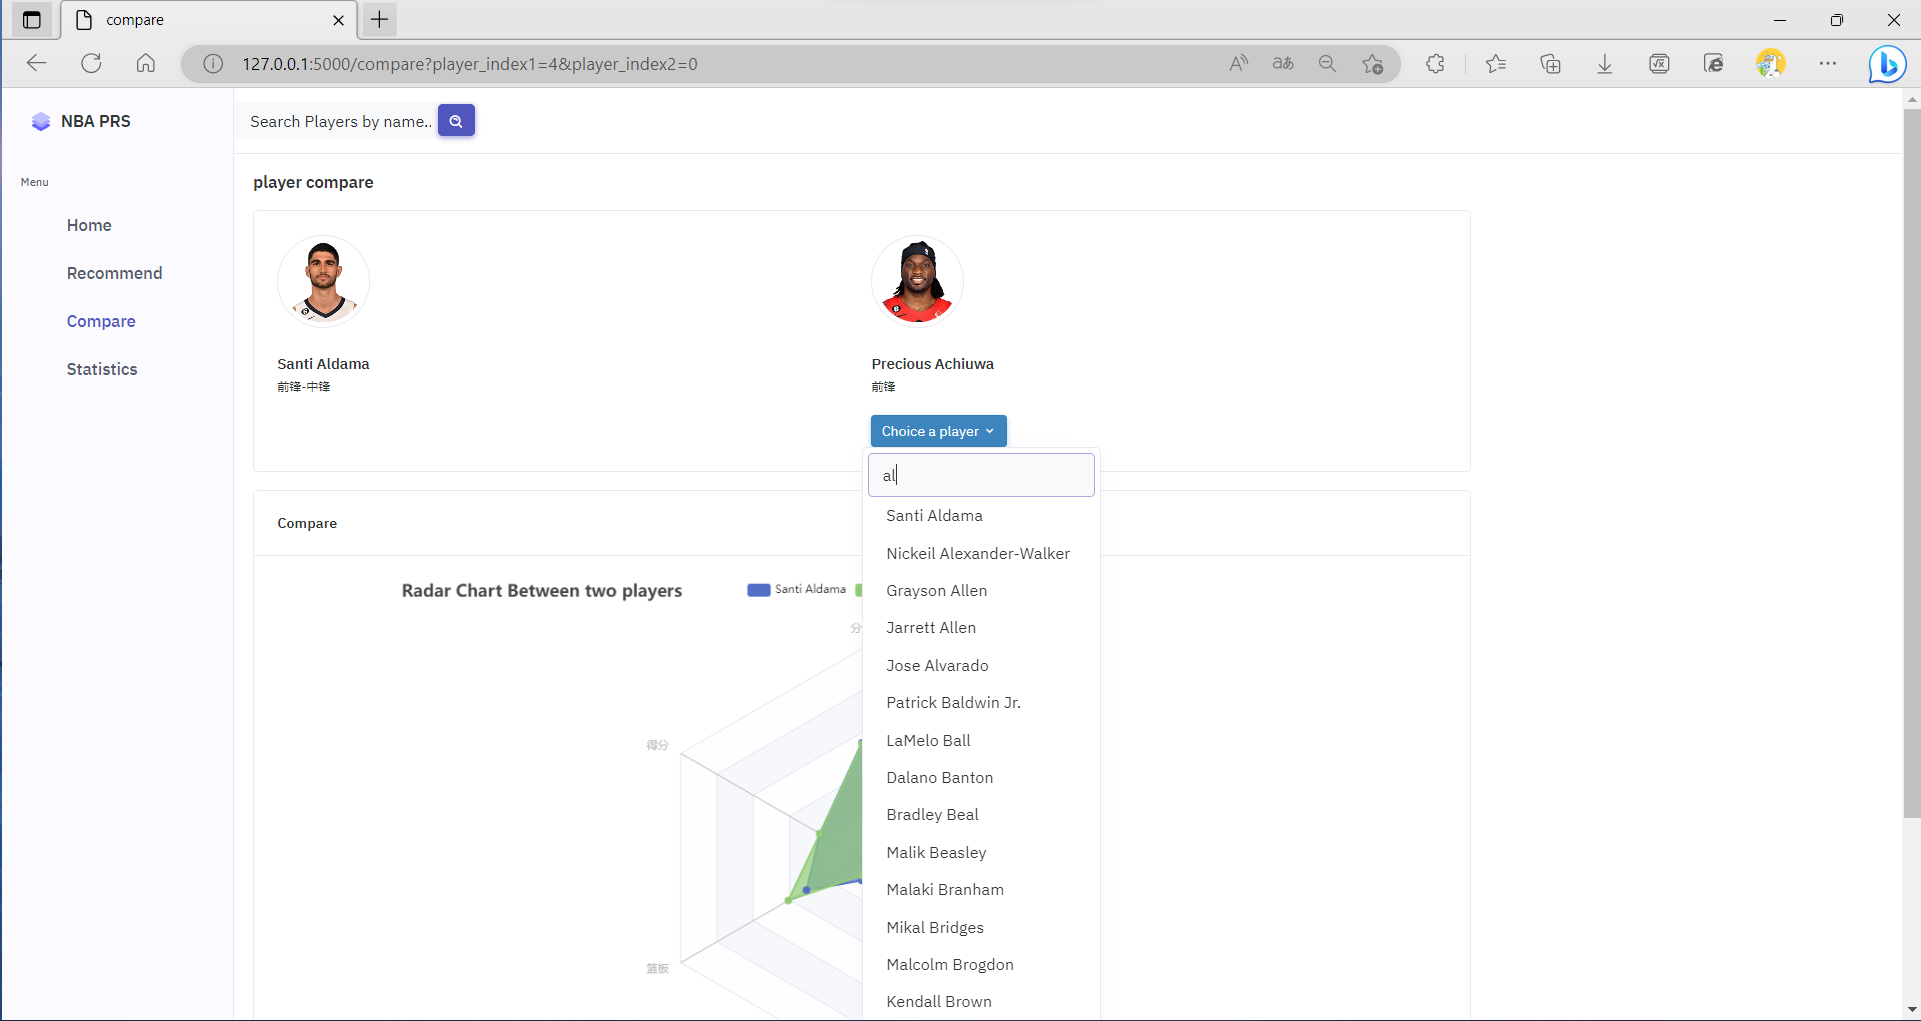 compare
127.0.0.1:5000/compare?player_index1=4&player_index2=0
NBA PRS
Search Players by name..
Menu
Home
Recommend
Compare
Statistics
player compare
Santi Aldama
前锋-中锋
Precious Achiuwa
前锋
Choice a player
al
Santi Aldama
Nickeil Alexander-Walker
Grayson Allen
Jarrett Allen
Jose Alvarado
Patrick Baldwin Jr.
LaMelo Ball
Dalano Banton
Bradley Beal
Malik Beasley
Malaki Branham
Mikal Bridges
Malcolm Brogdon
Kendall Brown
Compare
Radar Chart Between two players
Santi Aldama
得分
篮板